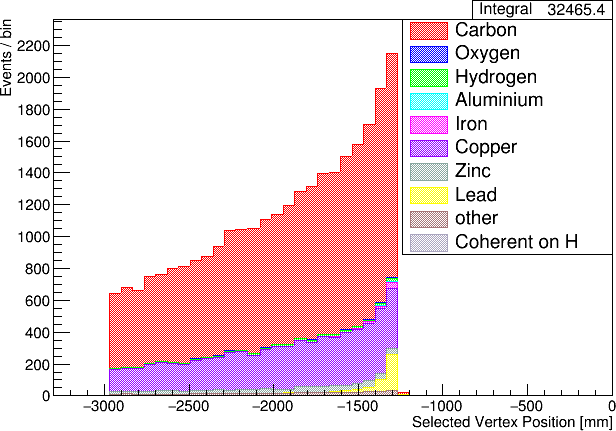 Integral 32465.4
Events / bin
Carbon
Oxygen
Hydrogen
Aluminium
Iron
Copper
Zinc
Lead
other
Coherent on H
2200
2000
1800
1600
1400
1200
1000
800
600
400
200
0
−3000 −2500 −2000 −1500 −1000 −500 0
Selected Vertex Position [mm]